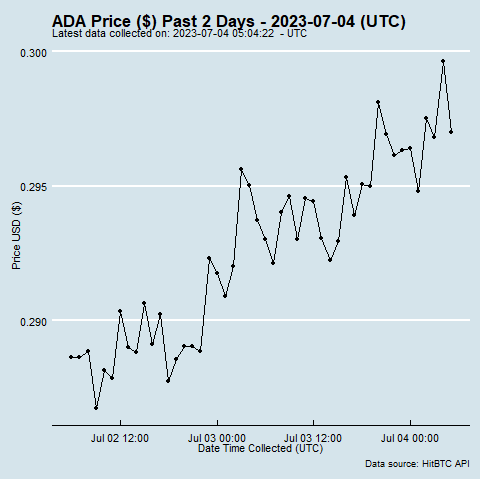 ADA Price ($) Past 2 Days - 2023-07-04 (UTC)
Latest data collected on: 2023-07-04 05:04:22  - UTC
0.300
0.295
0.290
Price USD ($)
Jul 02 12:00 Jul 03 00:00 Jul 03 12:00 Jul 04 00:00
Date Time Collected (UTC)
Data source: HitBTC API